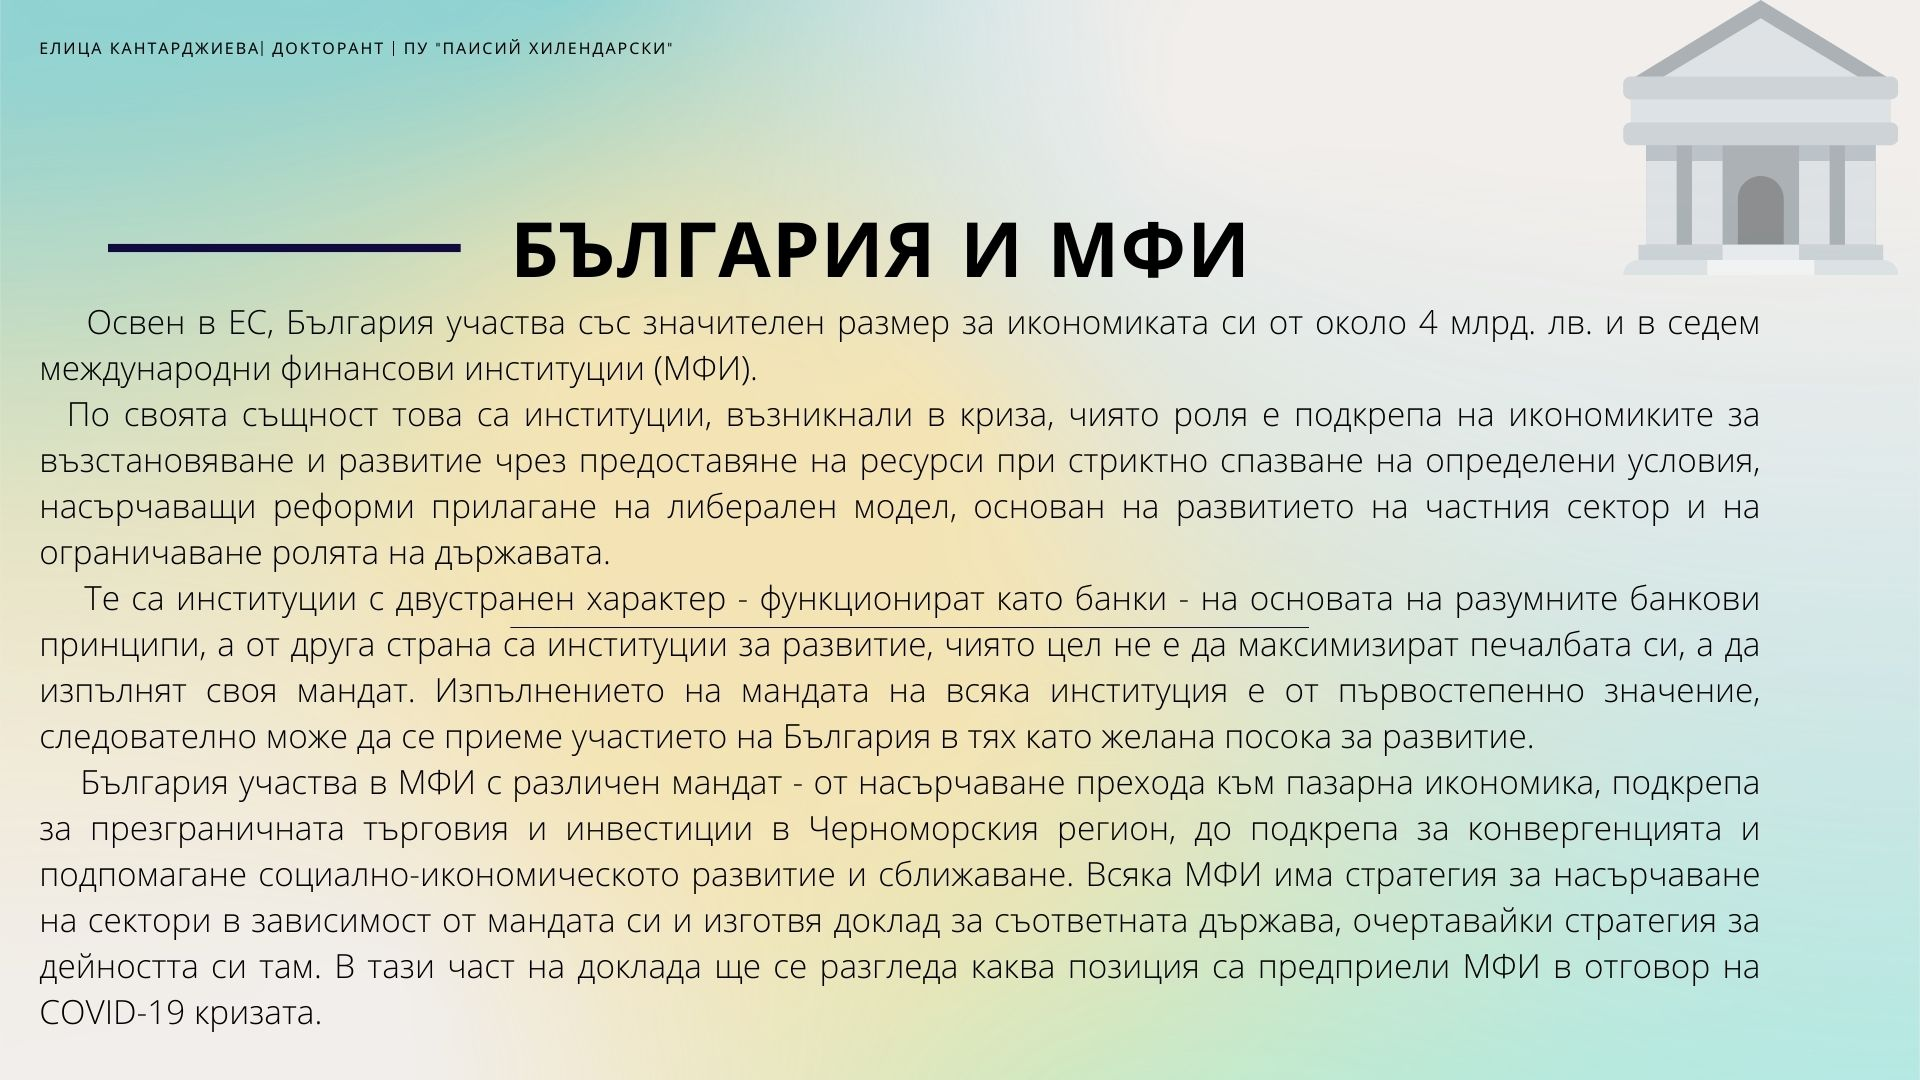 ЕЛИЦА КАНТАРДЖИЕВА| ДОКТОРАНТ | ПУ "ПАИСИЙ ХИЛЕНДАРСКИ"
БЪЛГАРИЯ И МФИ
Освен в ЕС, България участва със значителен размер за икономиката си от около 4 млрд. лв. и в седем
международни финансови институции (МФИ).
По своята същност това са институции, възникнали в криза, чиято роля е подкрепа на икономиките за
възстановяване и развитие чрез предоставяне на ресурси при стриктно спазване на определени условия,
насърчаващи реформи прилагане на либерален модел, основан на развитието на частния сектор и на
ограничаване ролята на държавата.
Те са институции с двустранен характер - функционират като банки - на основата на разумните банкови
принципи, а от друга страна са институции за развитие, чиято цел не е да максимизират печалбата си, а да
изпълнят своя мандат. Изпълнението на мандата на всяка институция е от първостепенно значение,
следователно може да се приеме участието на България в тях като желана посока за развитие.
България участва в МФИ с различен мандат - от насърчаване прехода към пазарна икономика, подкрепа
за презграничната търговия и инвестиции в Черноморския регион, до подкрепа за конвергенцията и
подпомагане социално-икономическото развитие и сближаване. Всяка МФИ има стратегия за насърчаване
на сектори в зависимост от мандата си и изготвя доклад за съответната държава, очертавайки стратегия за
дейността си там. В тази част на доклада ще се разгледа каква позиция са предприели МФИ в отговор на
COVID-19 кризата.